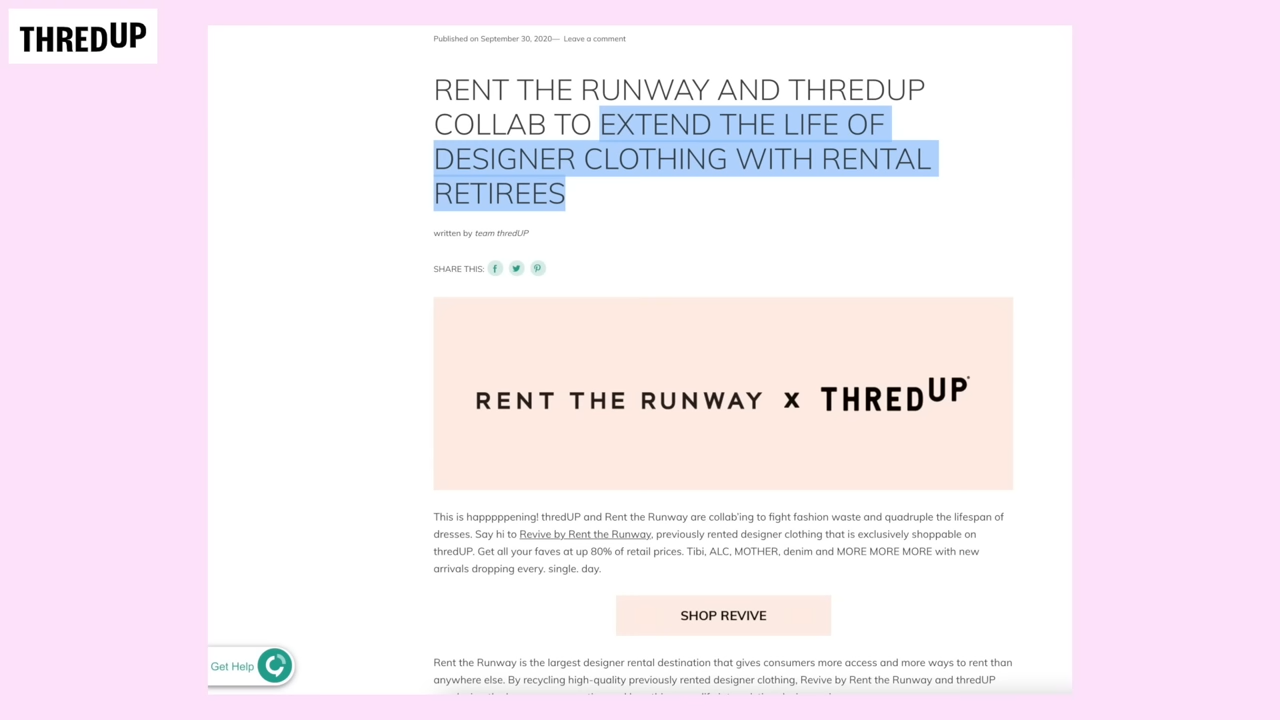 THREDUP
Published on September 30, 2020— Leave a comment
RENT THE RUNWAY AND THREDUP
COLLAB TO EXTEND THE LIFE OF
DESIGNER CLOTHING WITH RENTAL
RETIREES
written by team thredUP
SHARE THIS:
RENT THE RUNWAY X THREDUP
This is happppppening! thredUP and Rent the Runway are collab'ing to fight fashion waste and quadruple the lifespan of
dresses. Say hi to Revive by Rent the Runway, previously rented designer clothing that is exclusively shoppable on
thredUP. Get all your faves at up 80% of retail prices. Tibi, ALC, MOTHER, denim and MORE MORE MORE with new
arrivals dropping every. single. day.
SHOP REVIVE
Get Help
Rent the Runway is the largest designer rental destination that gives consumers more access and more ways to rent than
anywhere else. By recycling high-quality previously rented designer clothing, Revive by Rent the Runway and thredUP